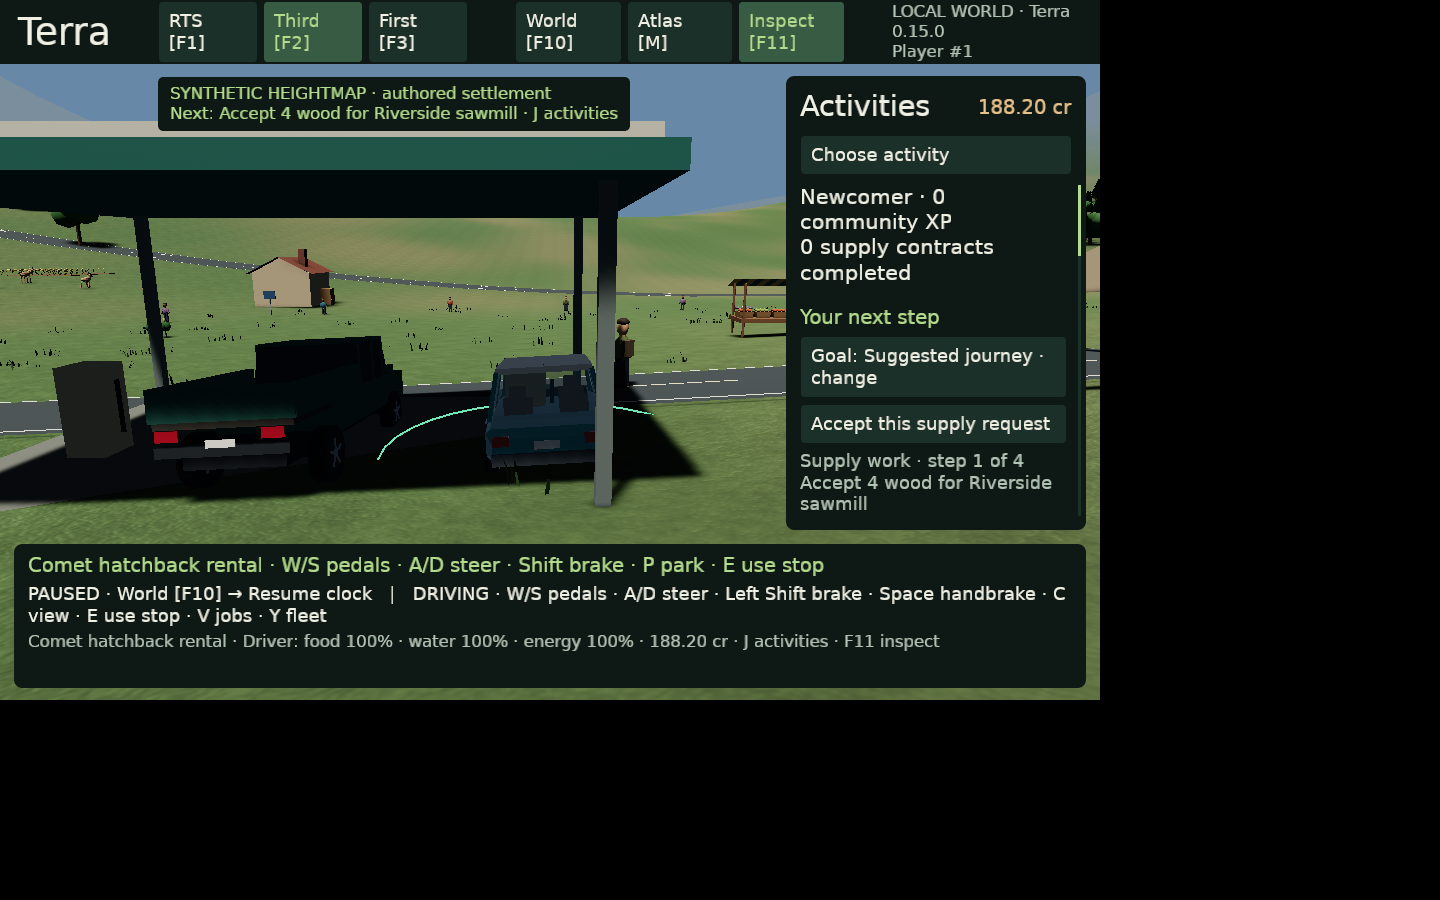 Terra
RTS
[F1]
Third
[F2]
First
[F3]
World
[F10]
Atlas
[M]
Inspect
[F11]
LOCAL WORLD · Terra
0.15.0
Player #1
SYNTHETIC HEIGHTMAP · authored settlement
Next: Accept 4 wood for Riverside sawmill · J activities
Activities
188.20 cr
Choose activity
Newcomer · 0
community XP
0 supply contracts
completed
Your next step
Goal: Suggested journey ·
change
Accept this supply request
Supply work · step 1 of 4
Accept 4 wood for Riverside
sawmill
Comet hatchback rental · W/S pedals · A/D steer · Shift brake · P park · E use stop
PAUSED · World [F10] → Resume clock | DRIVING · W/S pedals · A/D steer · Left Shift brake · Space handbrake · C
view · E use stop · V jobs · Y fleet
Comet hatchback rental · Driver: food 100% · water 100% · energy 100% · 188.20 cr · J activities · F11 inspect